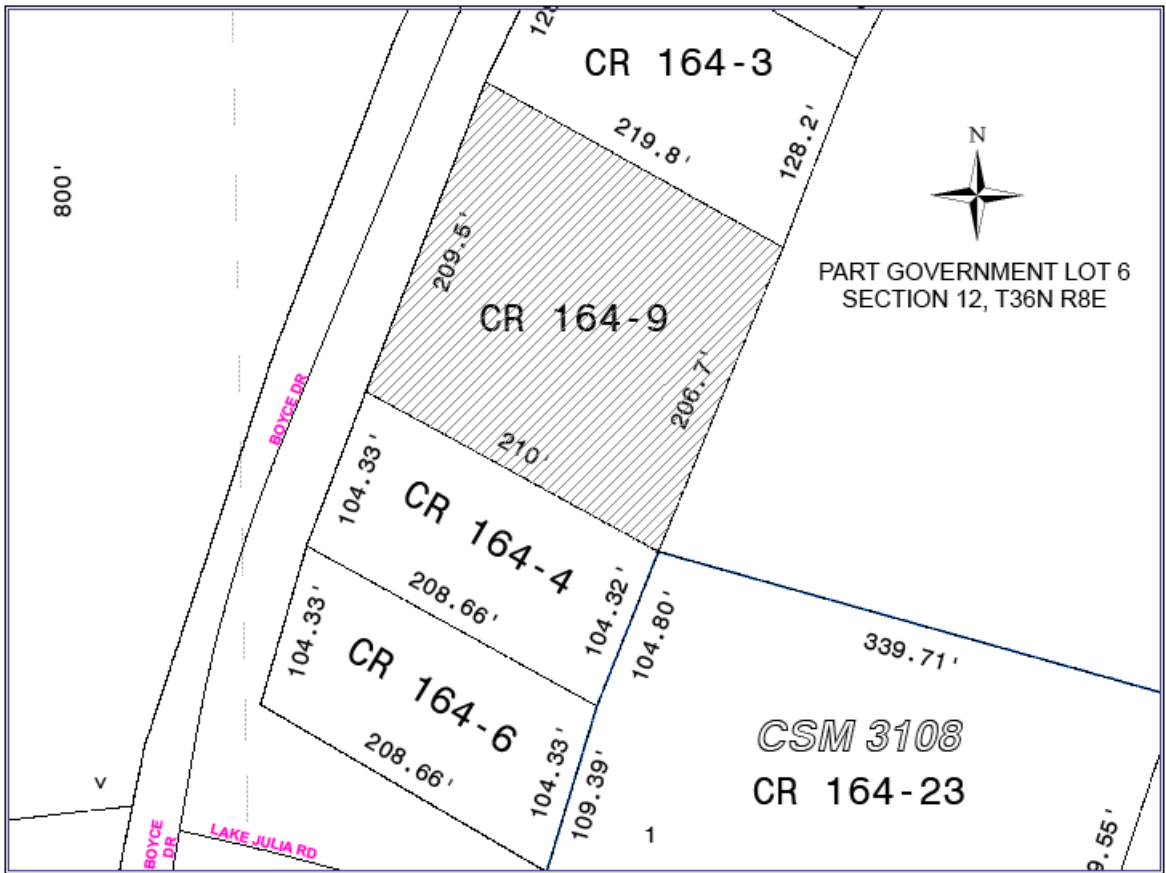 CR 164-3
128.2'
219.8'
N
800'
PART GOVERNMENT LOT 6
SECTION 12, T36N R8E
209.5'
CR 164-9
206.7'
BOYCE DR
210'
104.33'
CR 164-4
104.32'
208.66'
104.80'
104.33'
339.71'
CR 164-6
CSM 3108
208.66'
104.33'
109.39'
CR 164-23
V
1
BOYCE
DR
LAKE JULIA RD
9.55'